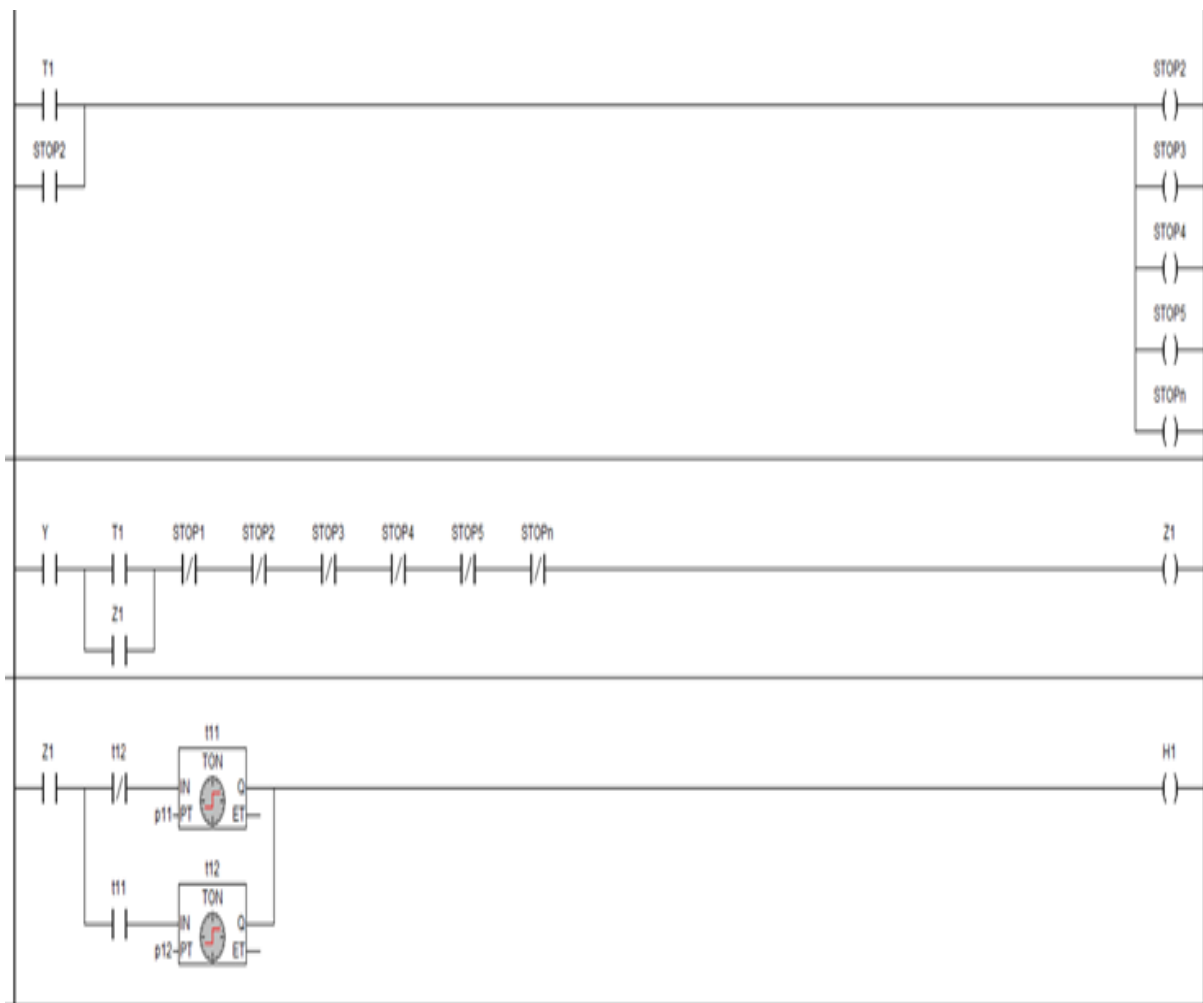 T1
STOP2
STOP2
STOP3
STOP4
STOP5
STOPn
Y T1 STOP1 STOP2 STOP3 STOP4 STOP5 STOPn Z1
Z1
Z1 t12 t11 H1
TON
IN Q
p11 PT ET
t12
t11 TON
IN Q
p12 PT ET